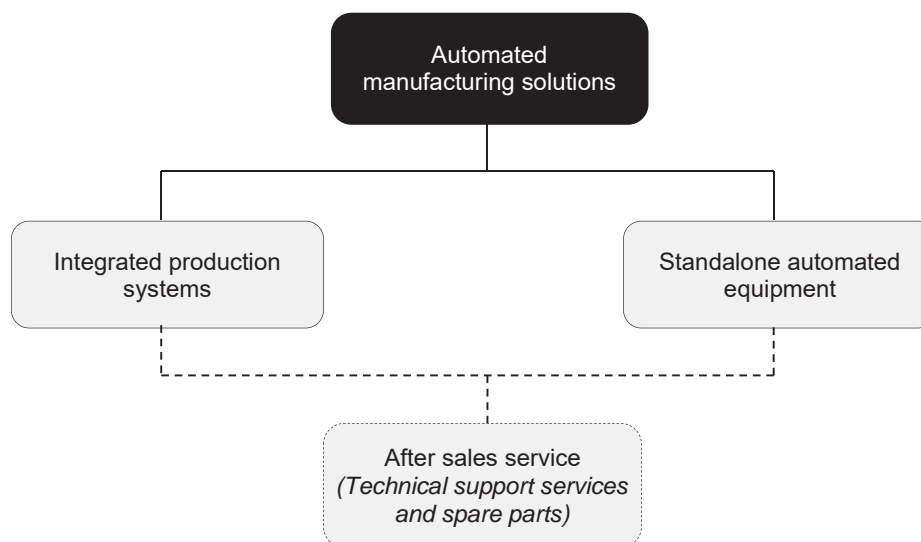 Automated
manufacturing solutions
Integrated production
systems
Standalone automated
equipment
After sales service
(Technical support services
and spare parts)